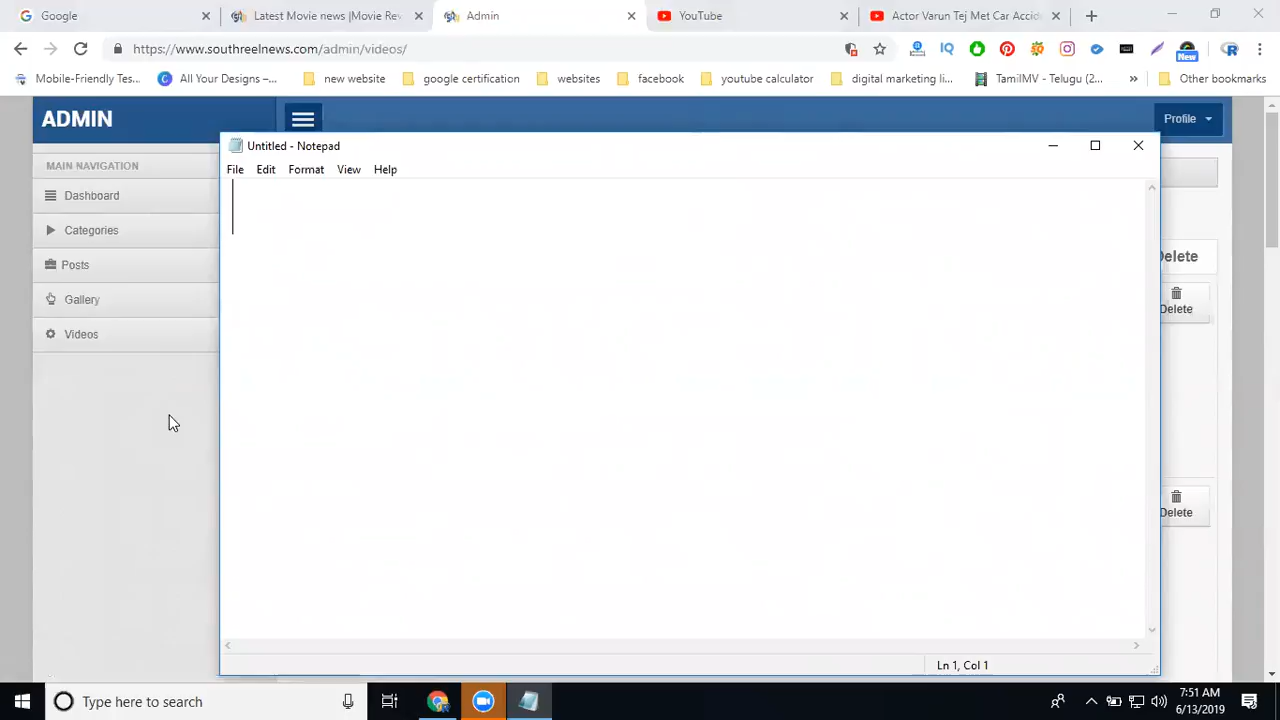 Google
Latest Movie news |Movie Rev
Admin
YouTube
Actor Varun Tej Met Car Accide
https://www.southreelnews.com/admin/videos/
IQ
New
Mobile-Friendly Tes...
All Your Designs –...
new website
google certification
websites
facebook
youtube calculator
digital marketing li...
TamilMV - Telugu (2...
»
Other bookmarks
ADMIN
Profile
Untitled - Notepad
MAIN NAVIGATION
File Edit Format View Help
Dashboard
Categories
Delete
Posts
Gallery
Delete
Videos
Delete
Ln 1, Col 1
Type here to search
7:51 AM
6/13/2019